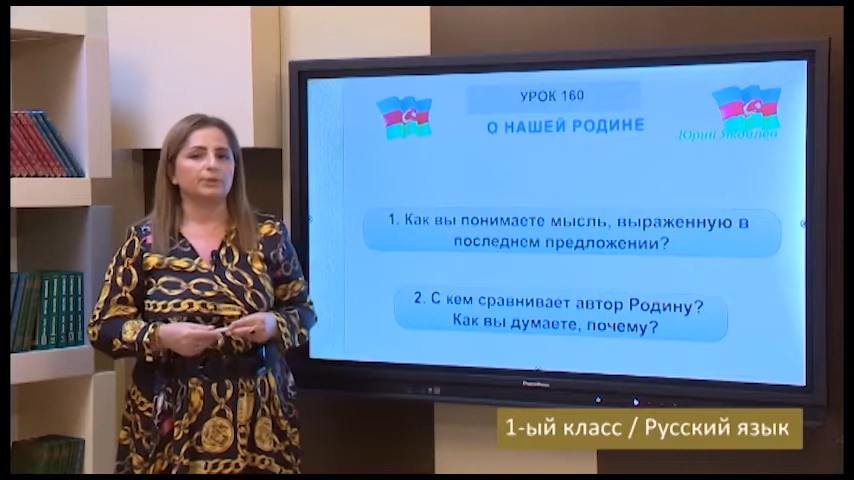 УРОК 160
О НАШЕЙ РОДИНЕ
Юрий Яковлев
1. Как вы понимаете мысль, выраженную в
последнем предложении?
2. С кем сравнивает автор Родину?
Как вы думаете, почему?
1-ый класс / Русский язык